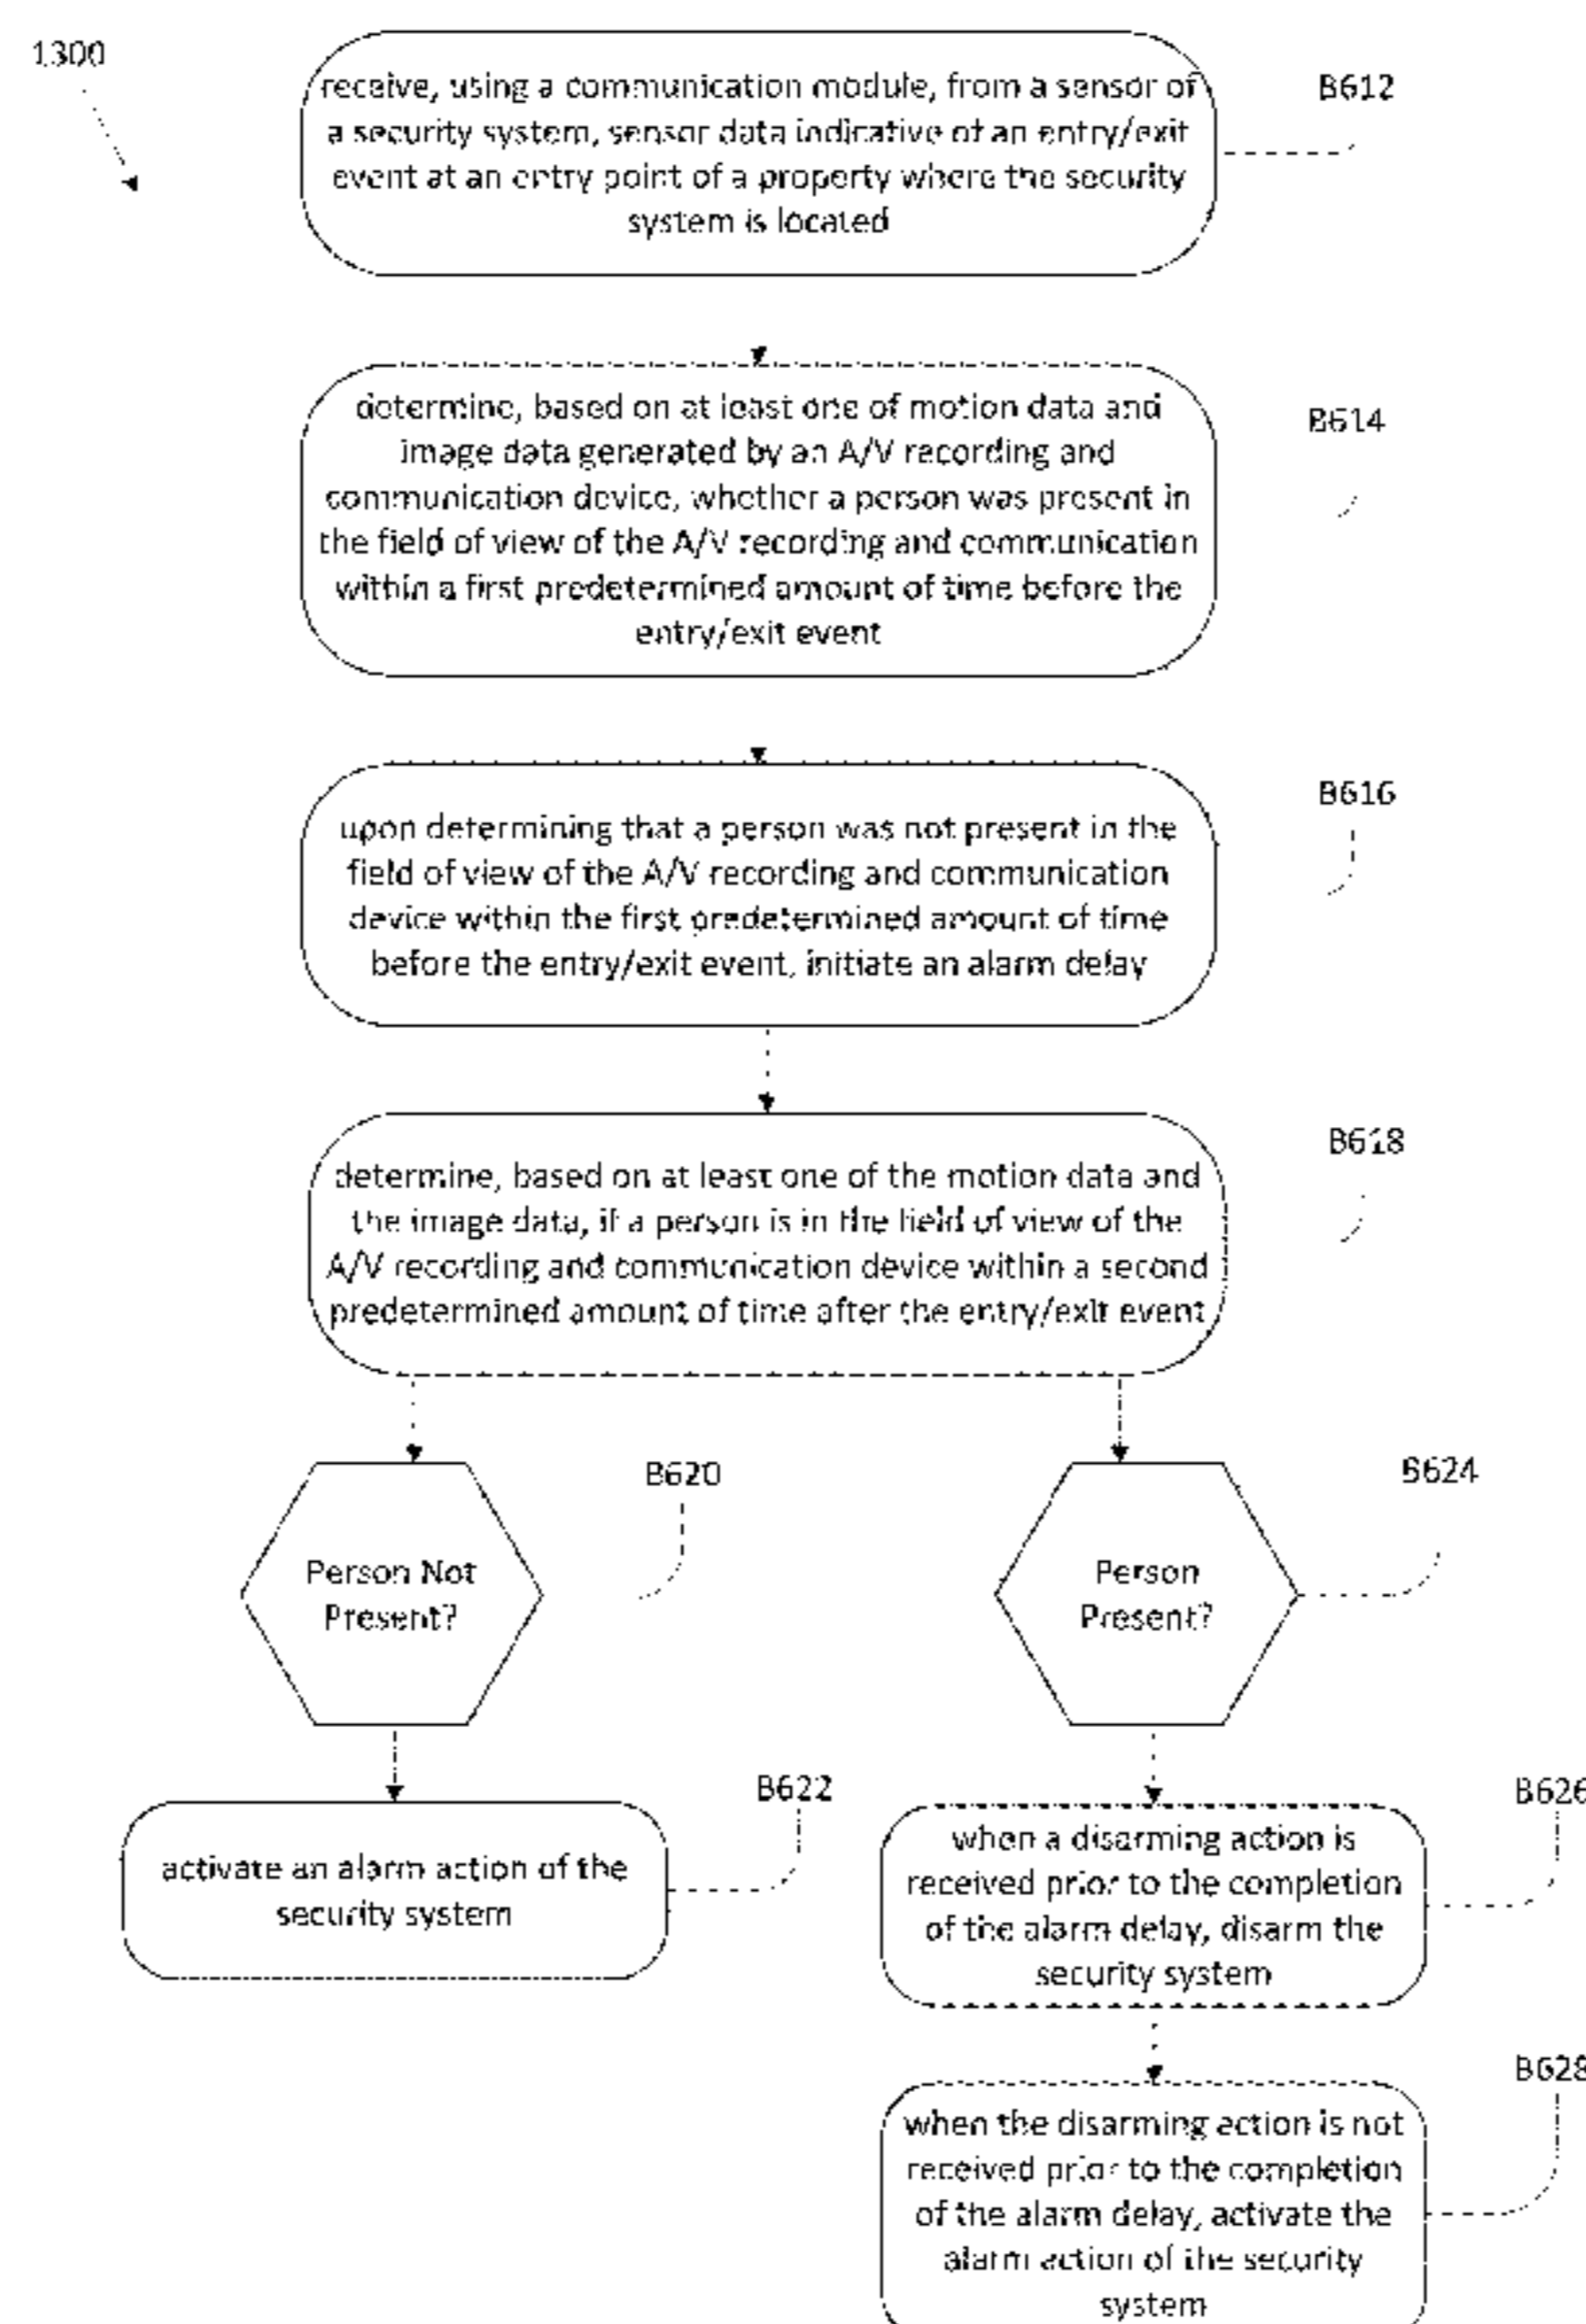 1300
receive, using a communication module, from a sensor of
a security system, sensor data indicative of an entry/exit
event at an entry point of a property where the security
system is located
B612
determine, based on at least one of motion data and
image data generated by an A/V recording and
communication device, whether a person was present in
the field of view of the A/V recording and communication
within a first predetermined amount of time before the
entry/exit event
B614
upon determining that a person was not present in the
field of view of the A/V recording and communication
device within the first predetermined amount of time
before the entry/exit event, initiate an alarm delay
B616
determine, based on at least one of the motion data and
the image data, if a person is in the field of view of the
A/V recording and communication device within a second
predetermined amount of time after the entry/exit event
B618
Person Not
Present?
B620
Person
Present?
B624
activate an alarm action of the
security system
B622
when a disarming action is
received prior to the completion
of the alarm delay, disarm the
security system
B626
when the disarming action is not
received prior to the completion
of the alarm delay, activate the
alarm action of the security
system
B628